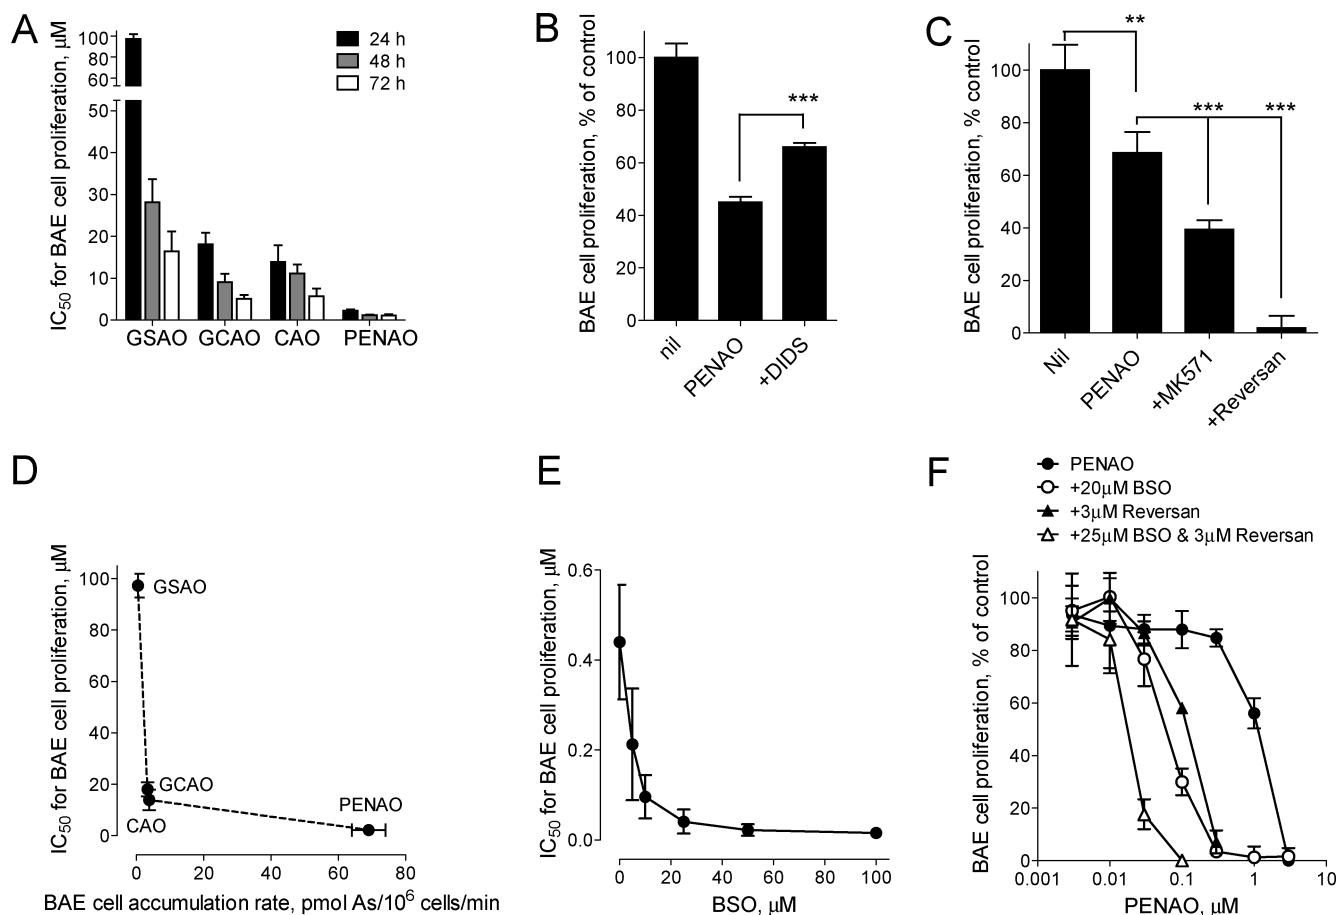 A
IC50 for BAE cell proliferation, µM
100
80
60
50
40
30
20
10
0
24 h
48 h
72 h
GSAO GCAO CAO PENAO
B
BAE cell proliferation, % of control
100
80
60
40
20
0
***
nil
PENAO
+DIDS
C
BAE cell proliferation, % control
100
80
60
40
20
0
**
*** ***
Nil
PENAO
+MK571
+Reversan
D
IC50 for BAE cell proliferation, µM
100
80
60
40
20
0
GSAO
GCAO
CAO
PENAO
0 20 40 60 80
BAE cell accumulation rate, pmol As/10⁶ cells/min
E
IC50 for BAE cell proliferation, µM
0.6
0.4
0.2
0.0
0 20 40 60 80 100
BSO, µM
F
PENAO
+20µM BSO
+3µM Reversan
+25µM BSO & 3µM Reversan
BAE cell proliferation, % of control
100
80
60
40
20
0
0.001 0.01 0.1 1 10
PENAO, µM